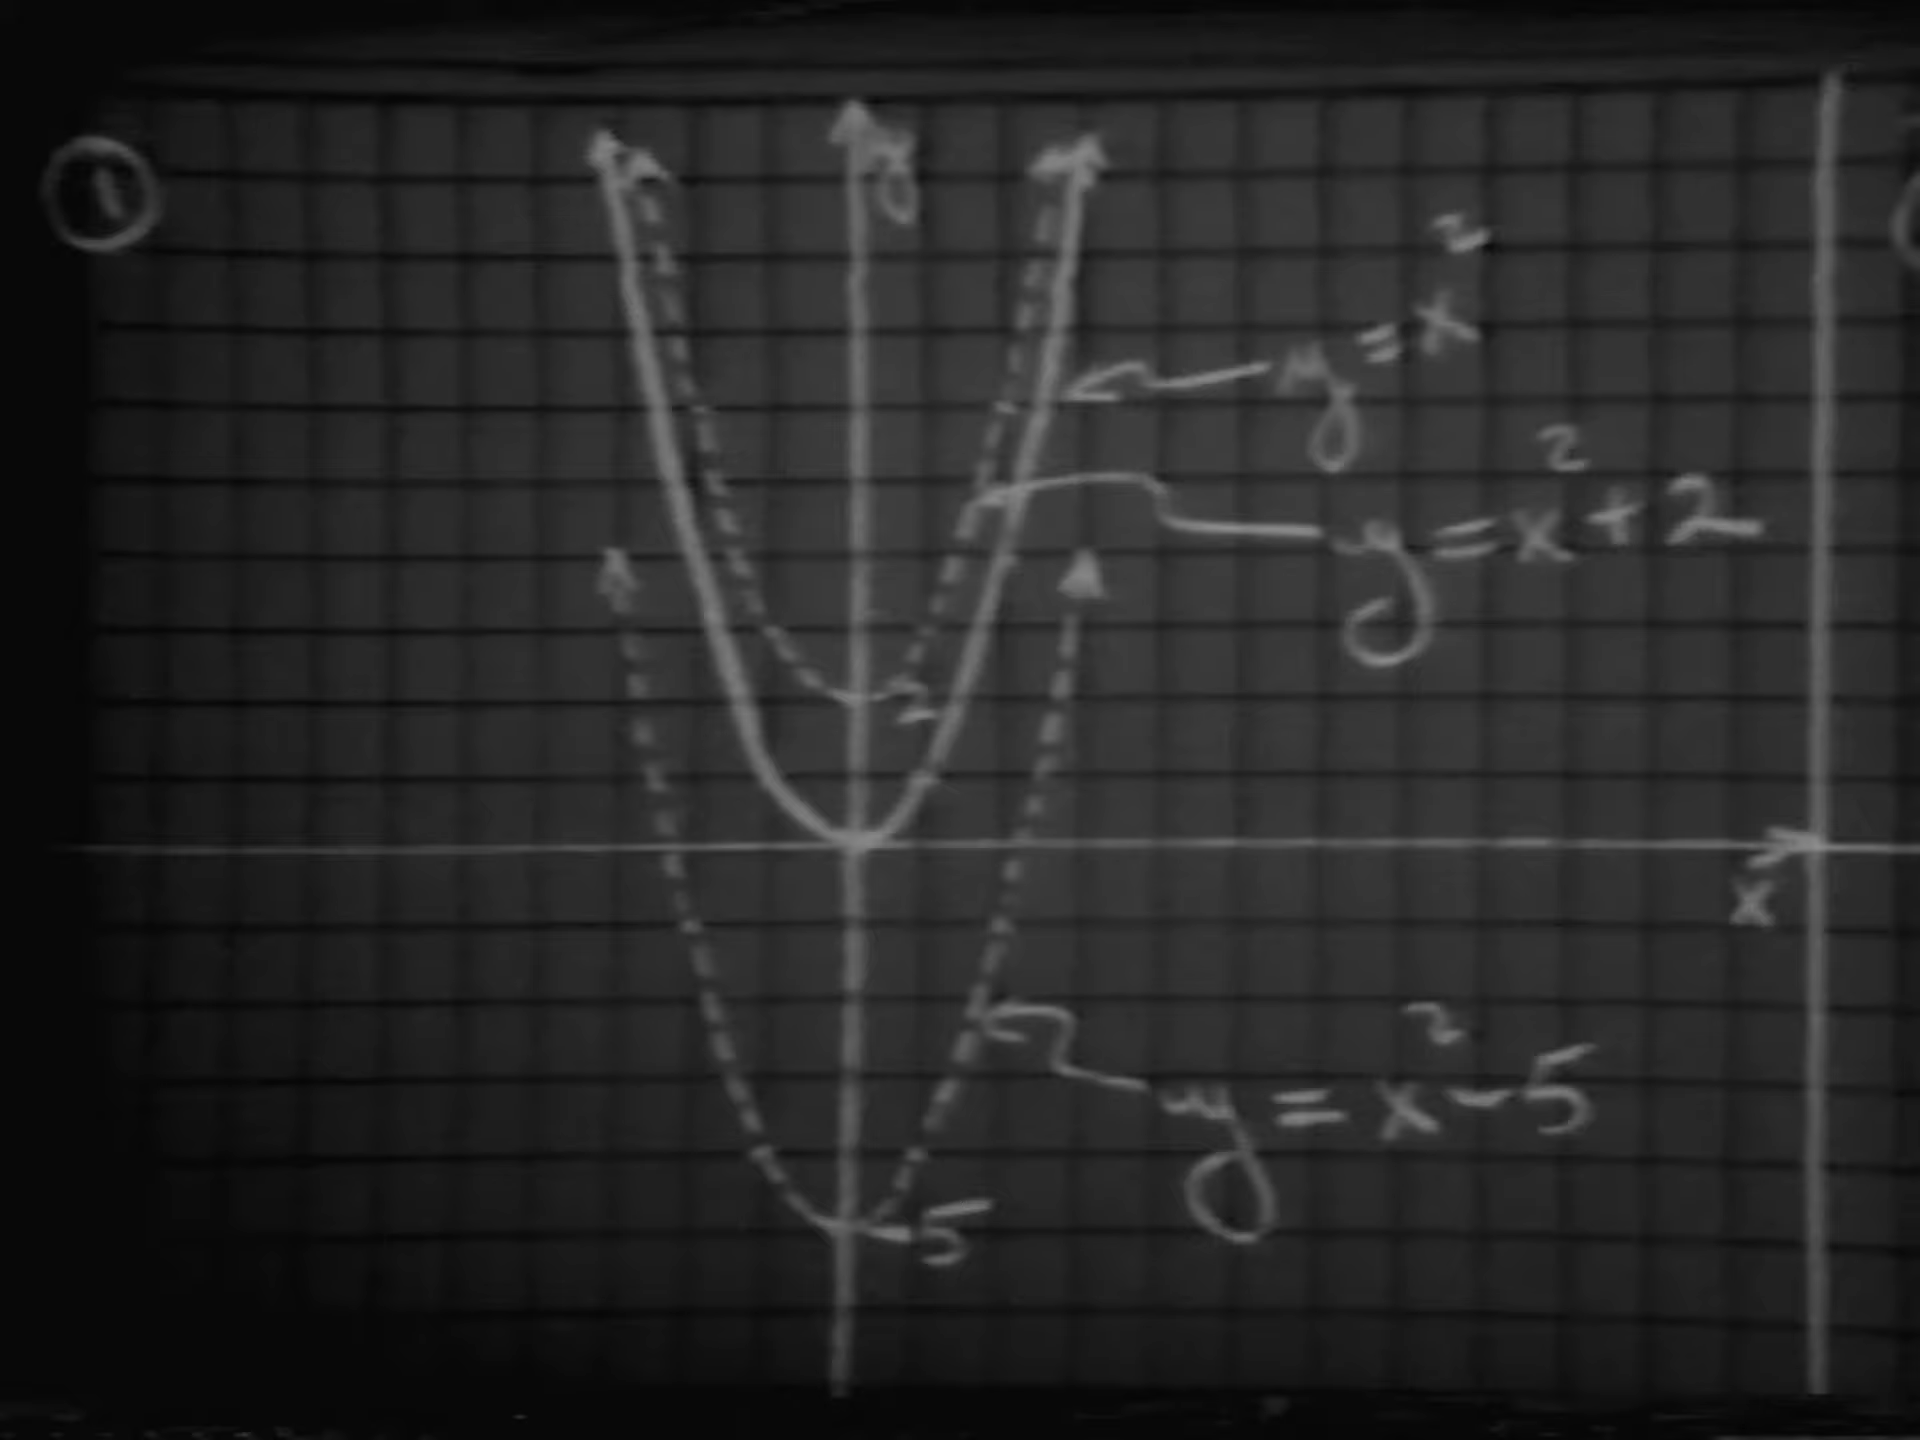 ①
y
y = x²
y = x² + 2
2
x
y = x² - 5
-5